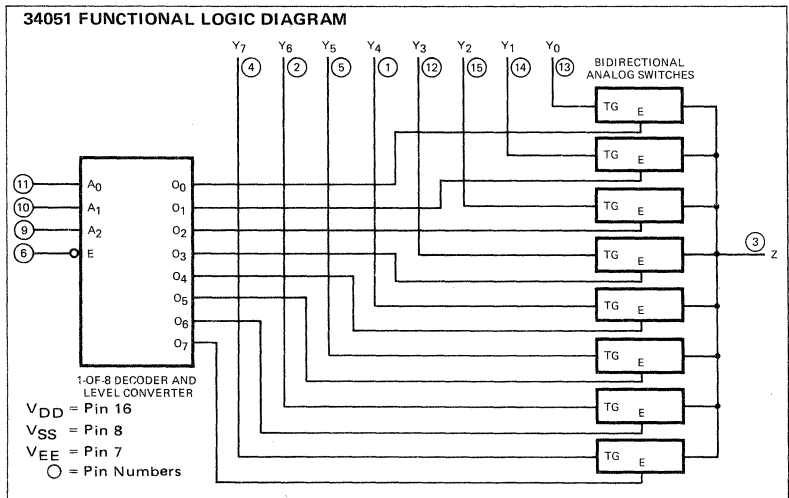 34051 FUNCTIONAL LOGIC DIAGRAM
Y7 Y6 Y5 Y4 Y3 Y2 Y1 Y0
4 2 5 1 12 15 14 13
BIDIRECTIONAL
ANALOG SWITCHES
TG E
TG E
TG E
TG E
TG E
TG E
TG E
TG E
11 A0 O0
10 A1 O1
9 A2 O2
6 E O3
O4
O5
O6
O7
3
Z
1-OF-8 DECODER AND
LEVEL CONVERTER
VDD = Pin 16
VSS = Pin 8
VEE = Pin 7
= Pin Numbers